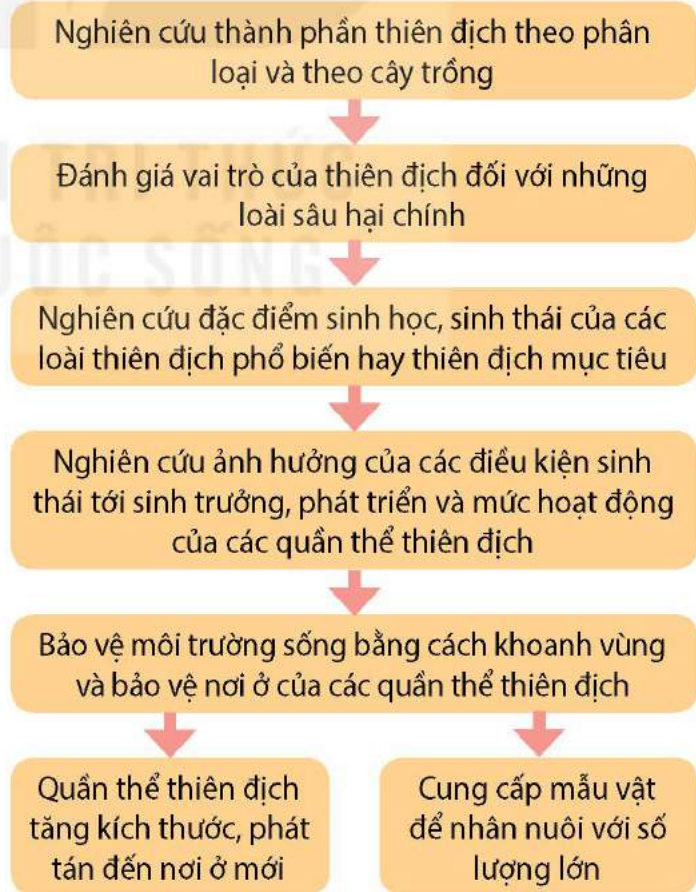 Nghiên cứu thành phần thiên địch theo phân
loại và theo cây trồng
Đánh giá vai trò của thiên địch đối với những
loài sâu hại chính
Nghiên cứu đặc điểm sinh học, sinh thái của các
loài thiên địch phổ biến hay thiên địch mục tiêu
Nghiên cứu ảnh hưởng của các điều kiện sinh
thái tới sinh trưởng, phát triển và mức hoạt động
của các quần thể thiên địch
Bảo vệ môi trường sống bằng cách khoanh vùng
và bảo vệ nơi ở của các quần thể thiên địch
Quần thể thiên địch
tăng kích thước, phát
tán đến nơi ở mới
Cung cấp mẫu vật
để nhân nuôi với số
lượng lớn